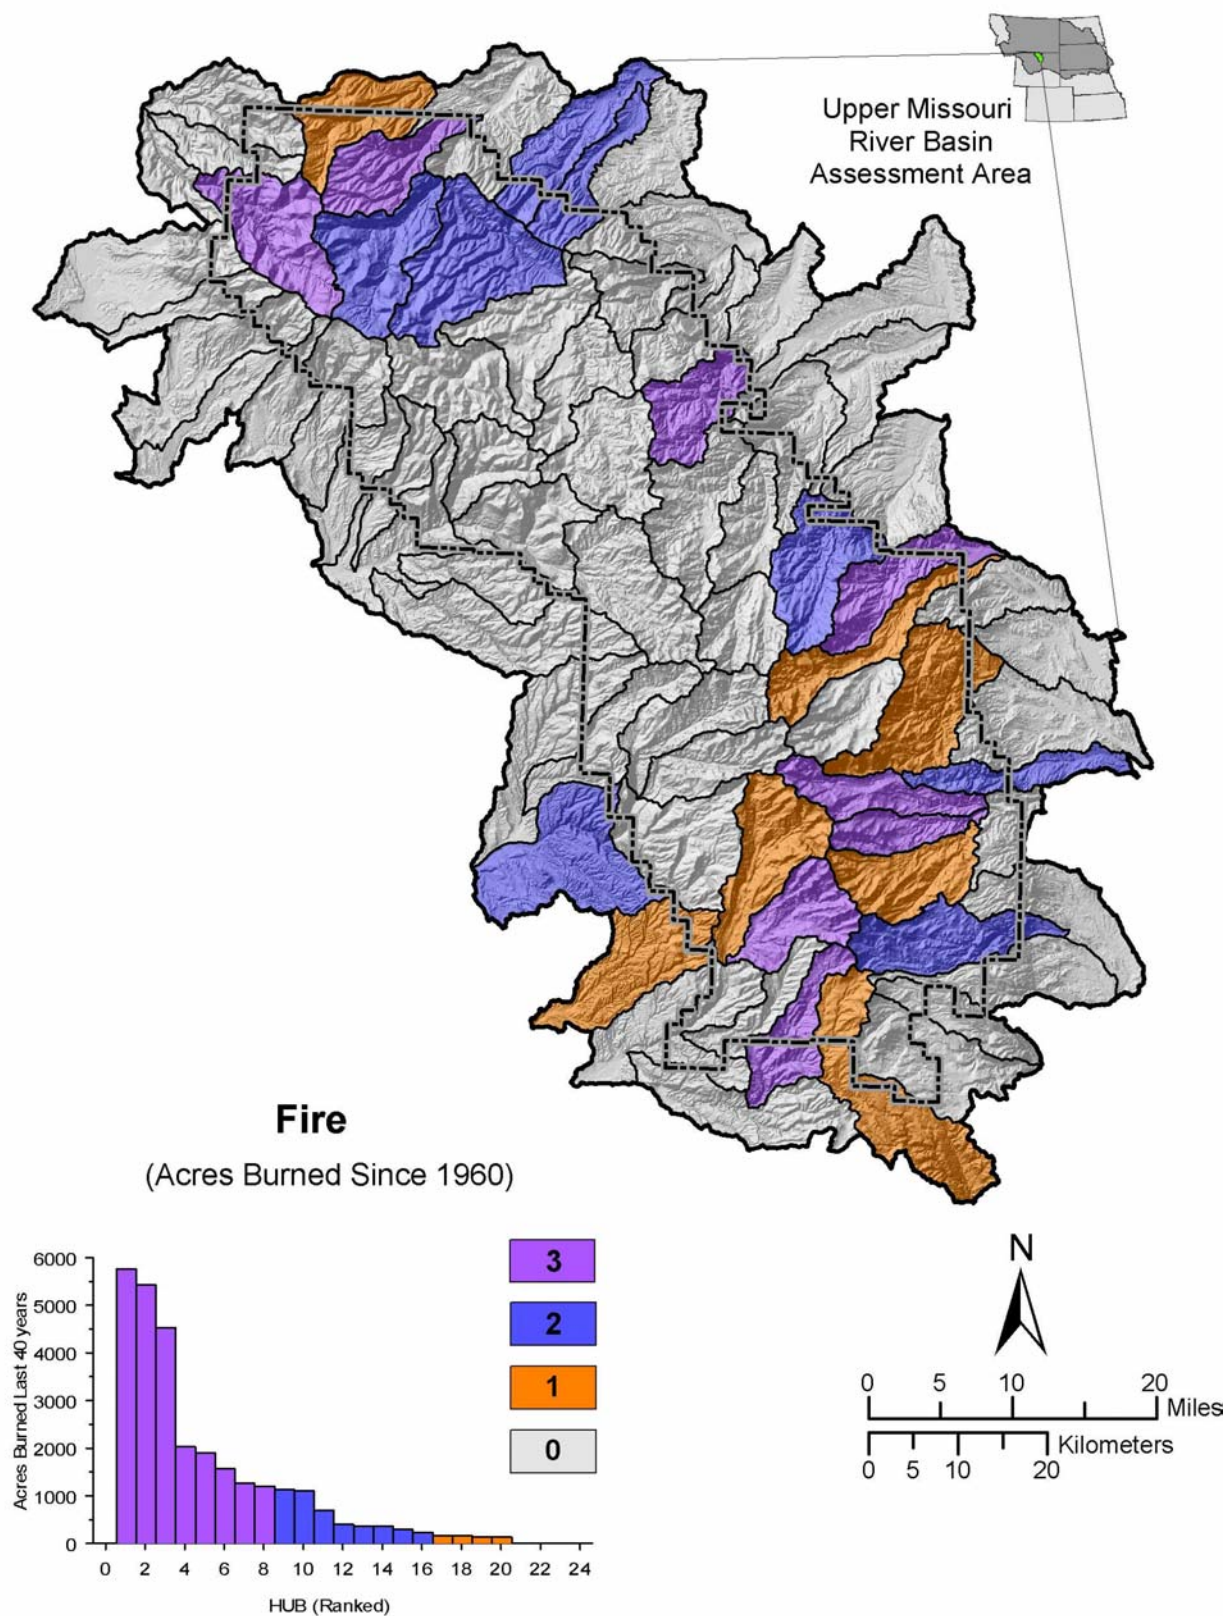 Upper Missouri
River Basin
Assessment Area
Fire
(Acres Burned Since 1960)
Acres Burned Last 40 years
6000
5000
4000
3000
2000
1000
0
0 2 4 6 8 10 12 14 16 18 20 22 24
HUB (Ranked)
3
2
1
0
N
0 5 10 20
Miles
Kilometers
0 5 10 20